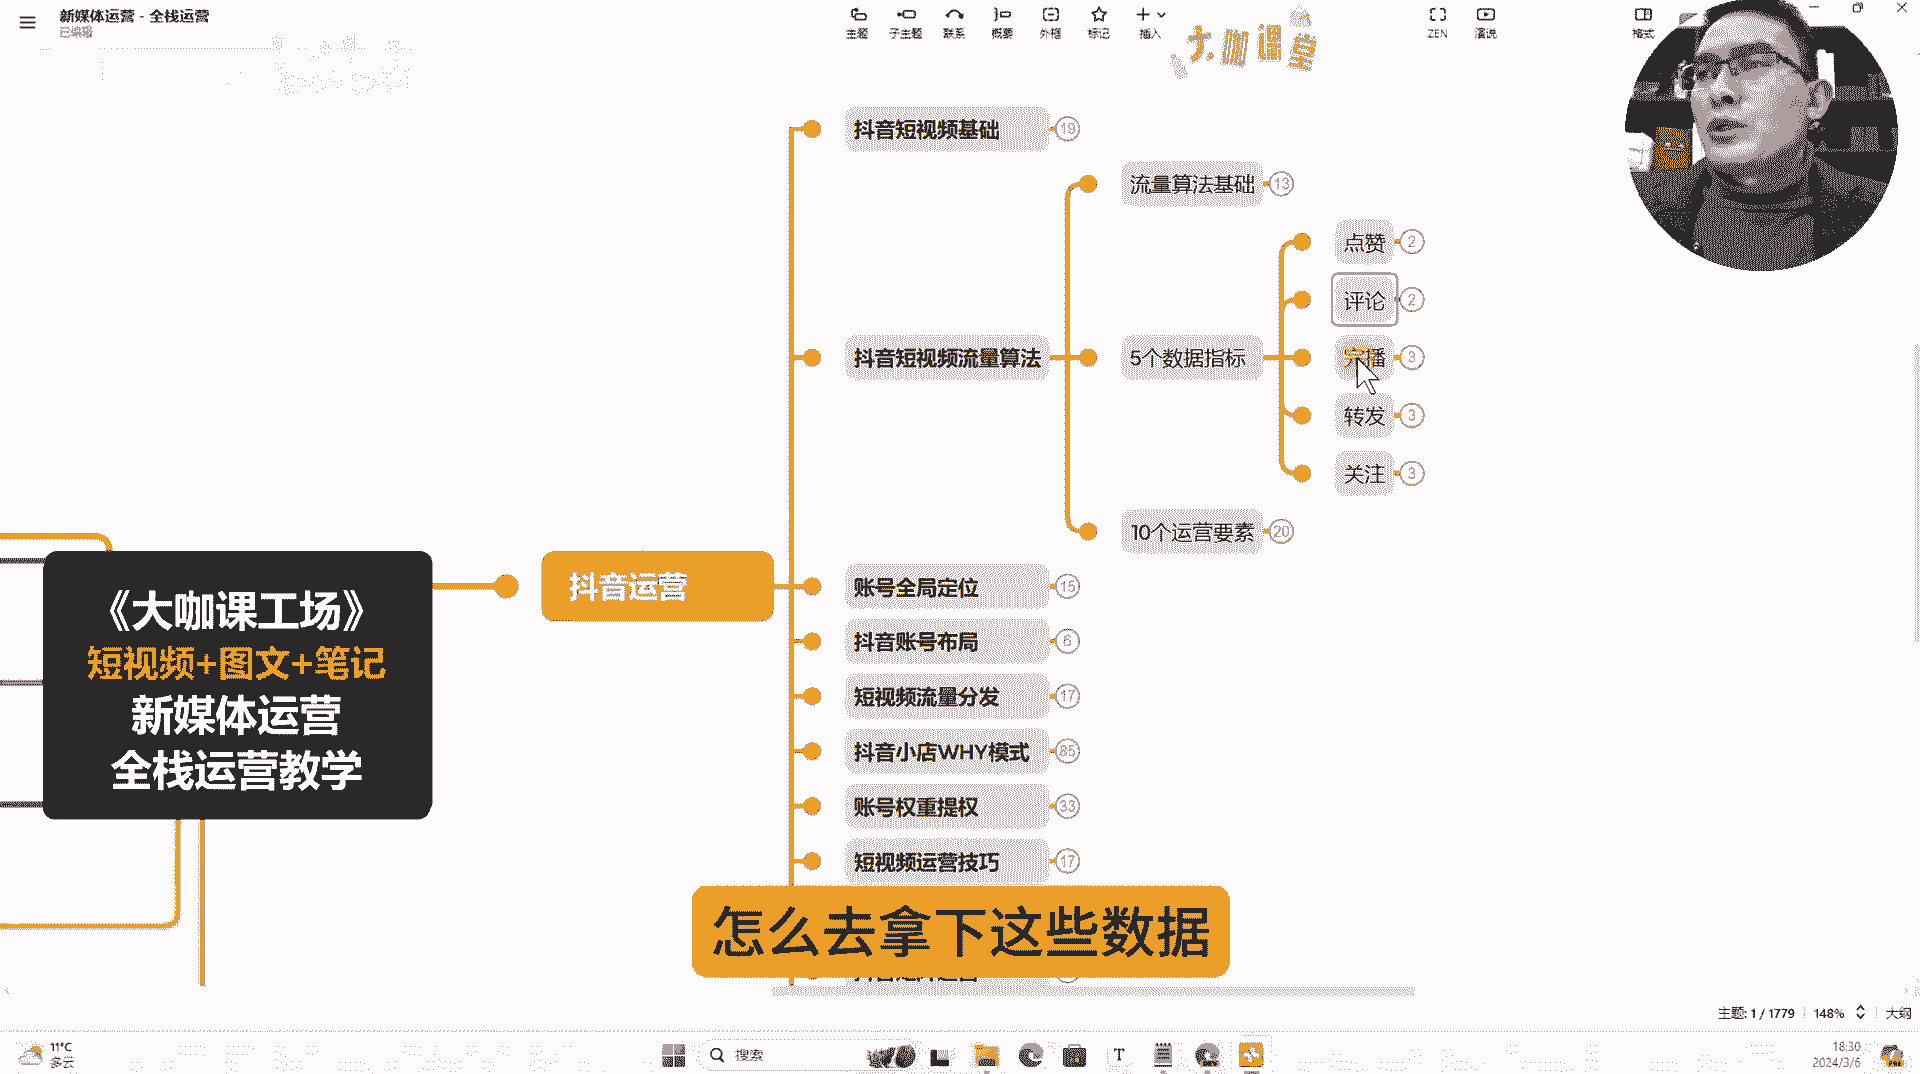 新媒体运营 - 全栈运营
已编辑
主题
子主题
联系
概要
外框
标记
插入
ZEN
演说
格式
大咖课堂
抖音短视频基础
19
流量算法基础
13
点赞
2
评论
2
抖音短视频流量算法
5个数据指标
完播
3
转发
3
关注
3
10个运营要素
20
抖音运营
账号全局定位
15
抖音账号布局
6
短视频流量分发
17
抖音小店WHY模式
85
账号权重提权
33
短视频运营技巧
17
《大咖课工场》
短视频+图文+笔记
新媒体运营
全栈运营教学
怎么去拿下这些数据
主题: 1 / 1779
148%
大纲
11°C
多云
搜索
18:30
2024/3/6